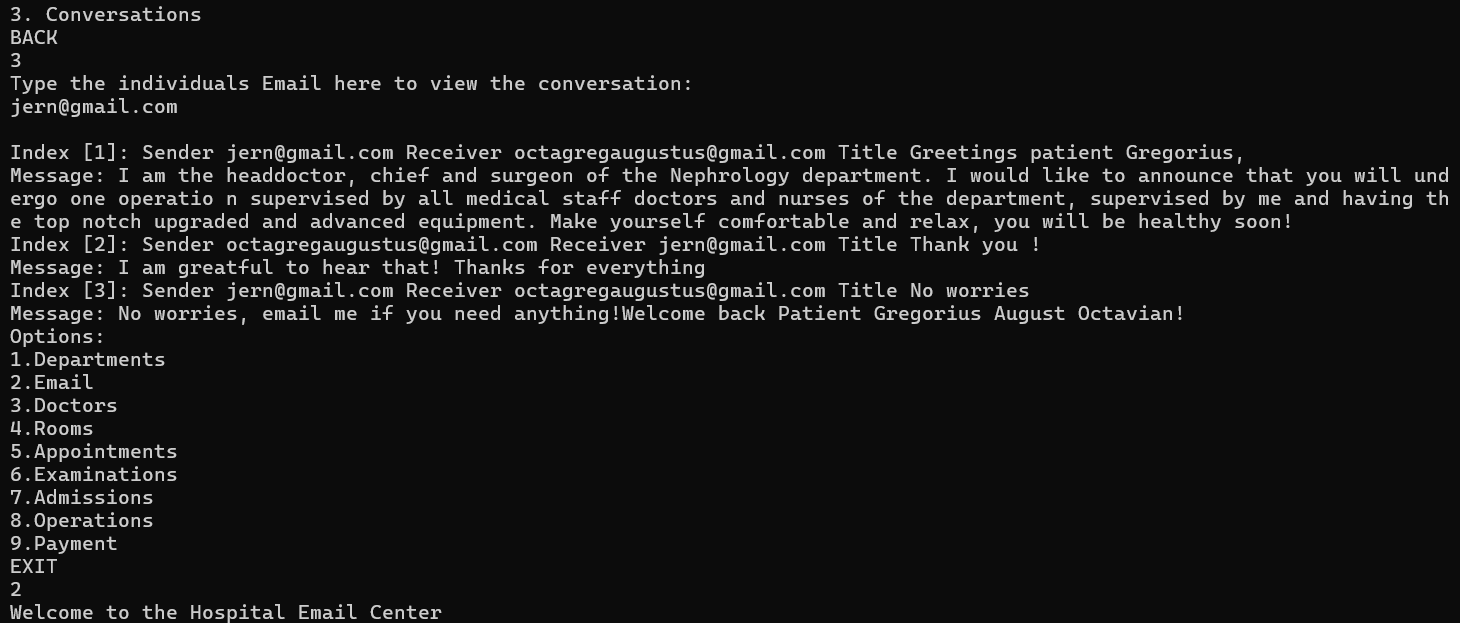 3. Conversations
BACK
3
Type the individuals Email here to view the conversation:
jern@gmail.com
Index [1]: Sender jern@gmail.com Receiver octagregaugustus@gmail.com Title Greetings patient Gregorius,
Message: I am the headdoctor, chief and surgeon of the Nephrology department. I would like to announce that you will und
ergo one operatio n supervised by all medical staff doctors and nurses of the department, supervised by me and having th
e top notch upgraded and advanced equipment. Make yourself comfortable and relax, you will be healthy soon!
Index [2]: Sender octagregaugustus@gmail.com Receiver jern@gmail.com Title Thank you !
Message: I am greatful to hear that! Thanks for everything
Index [3]: Sender jern@gmail.com Receiver octagregaugustus@gmail.com Title No worries
Message: No worries, email me if you need anything!Welcome back Patient Gregorius August Octavian!
Options:
1.Departments
2.Email
3.Doctors
4.Rooms
5.Appointments
6.Examinations
7.Admissions
8.Operations
9.Payment
EXIT
2
Welcome to the Hospital Email Center